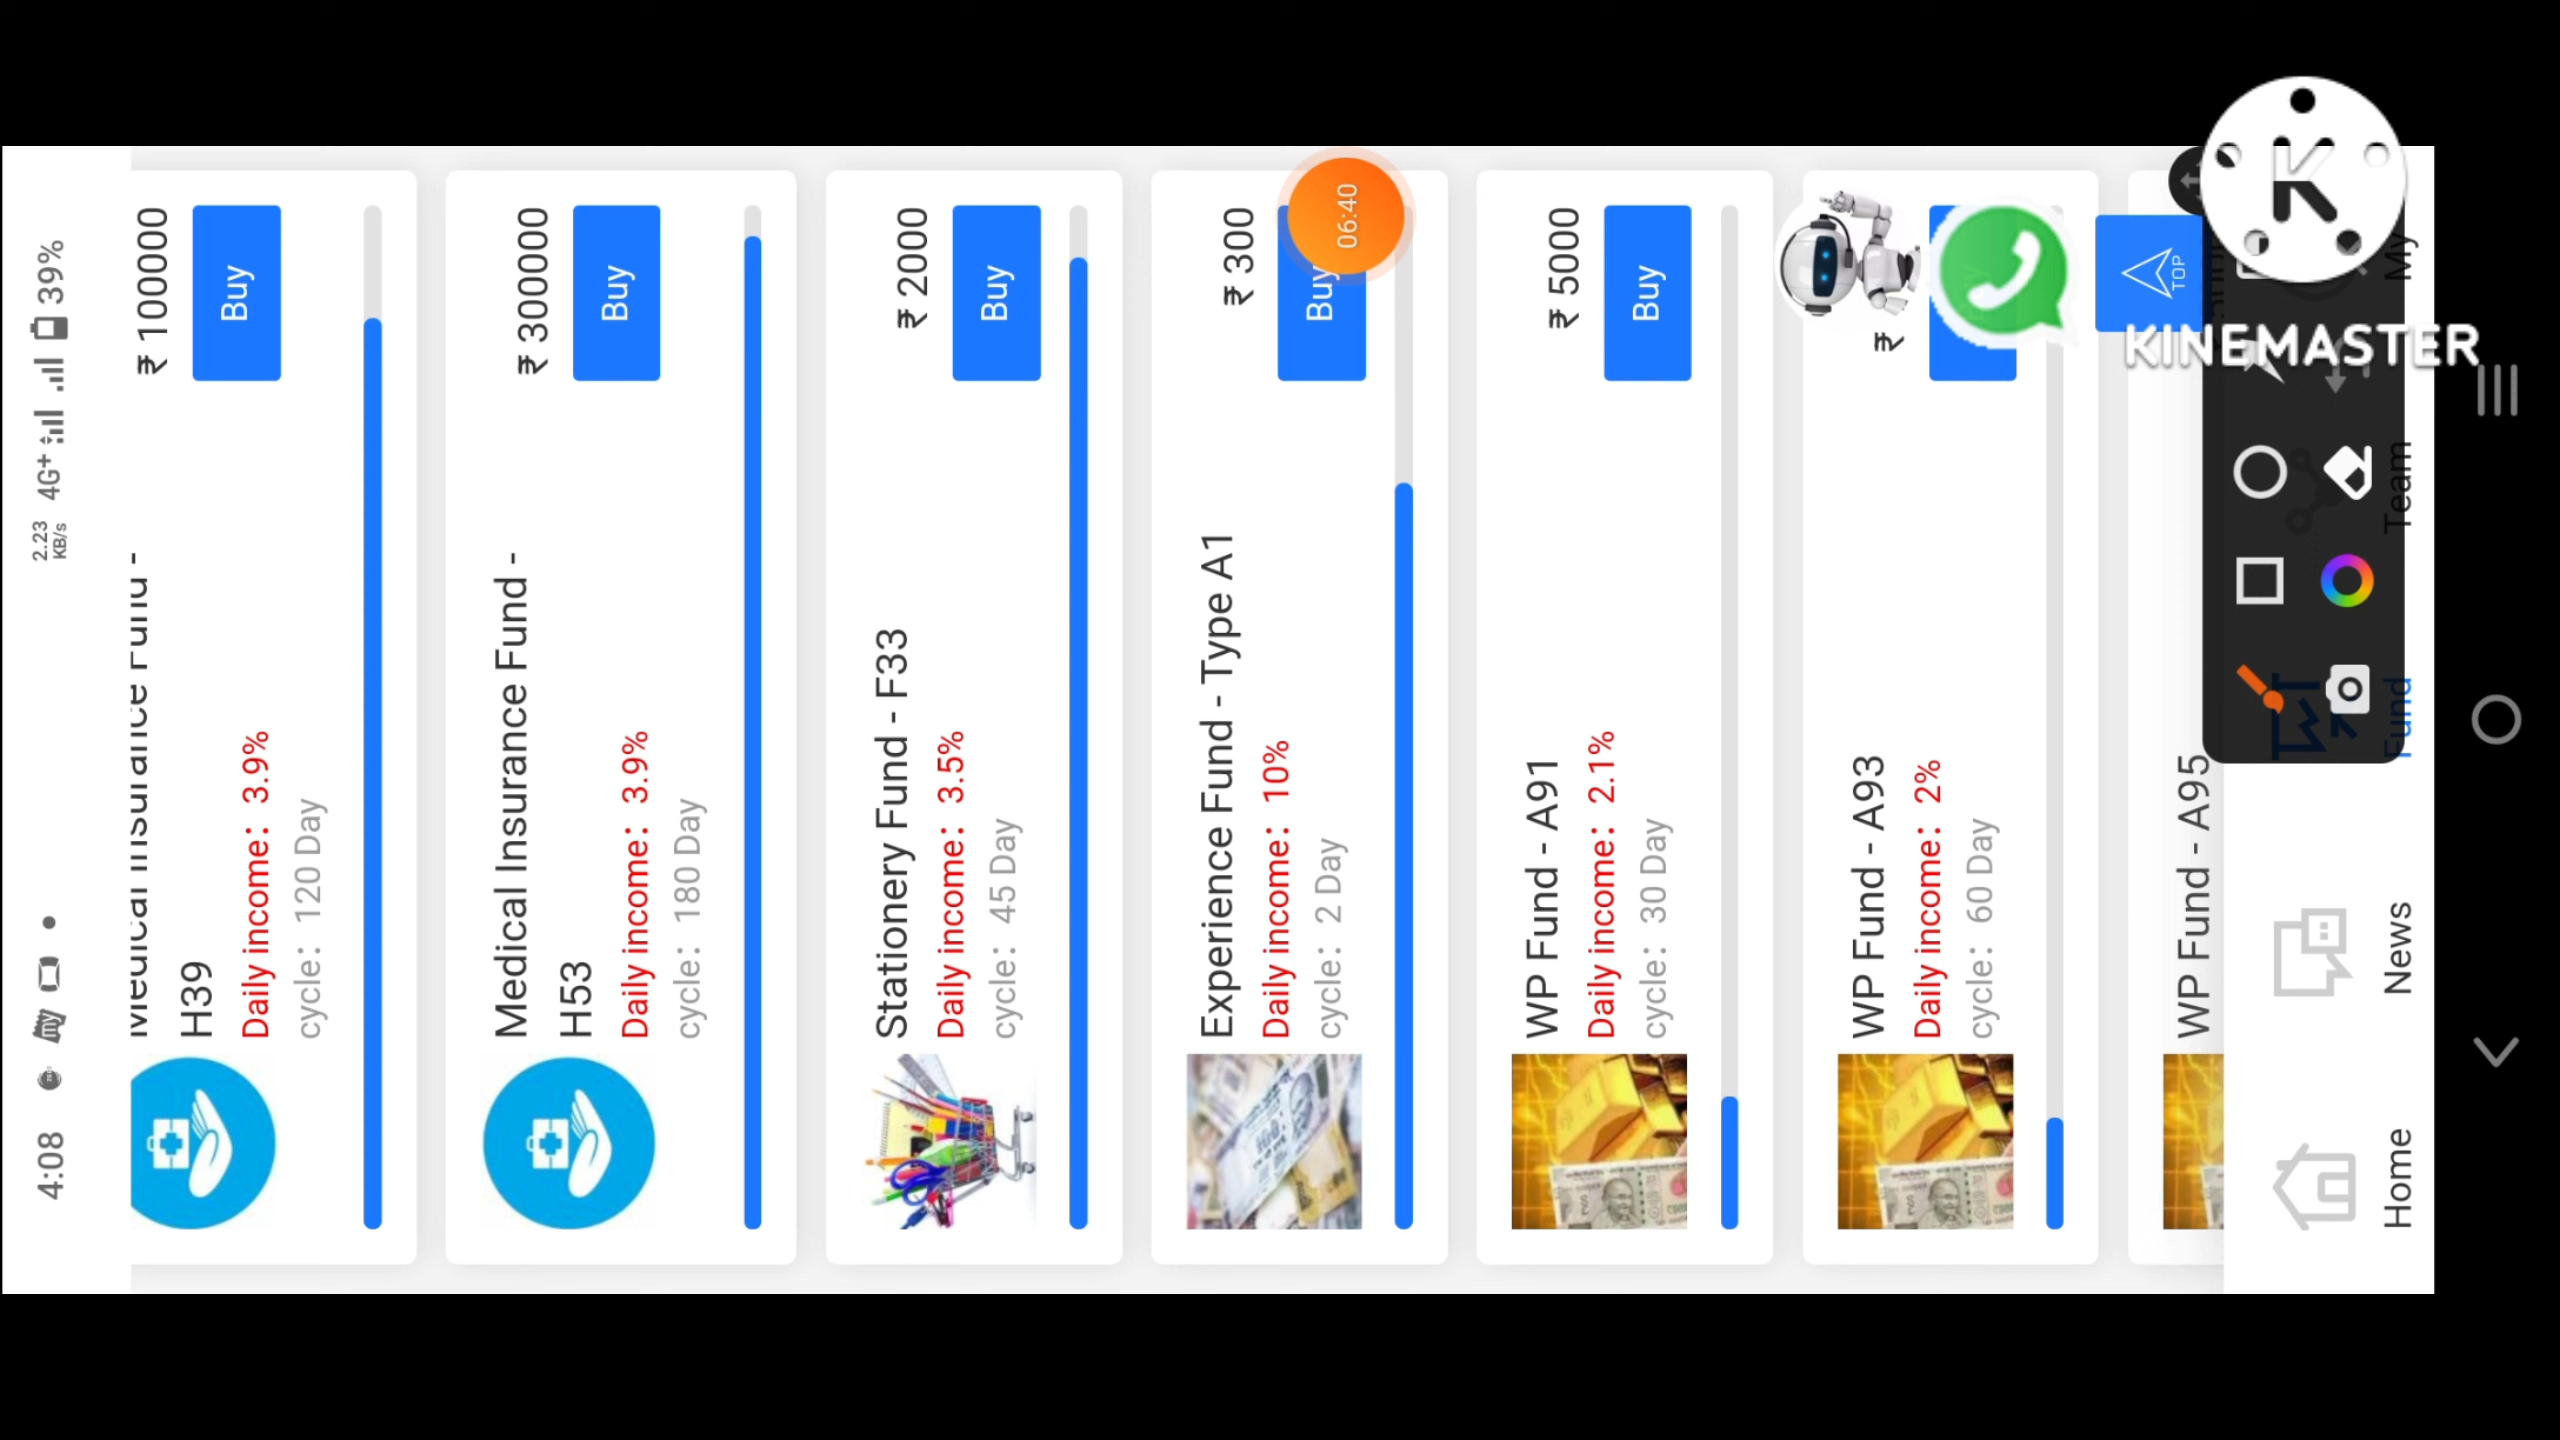 4:08
2.23
KB/s
4G+
39%
Medical Insurance Fund -
H39
₹ 100000
Daily income: 3.9%
cycle: 120 Day
Buy
Medical Insurance Fund -
H53
₹ 300000
Daily income: 3.9%
cycle: 180 Day
Buy
Stationery Fund - F33
₹ 2000
Daily income: 3.5%
cycle: 45 Day
Buy
Experience Fund - Type A1
₹ 300
Daily income: 10%
cycle: 2 Day
Buy
06:40
WP Fund - A91
₹ 5000
Daily income: 2.1%
cycle: 30 Day
Buy
WP Fund - A93
₹
Daily income: 2%
cycle: 60 Day
WP Fund - A95
TOP
Home
News
Fund
Team
My
K
KINEMASTER